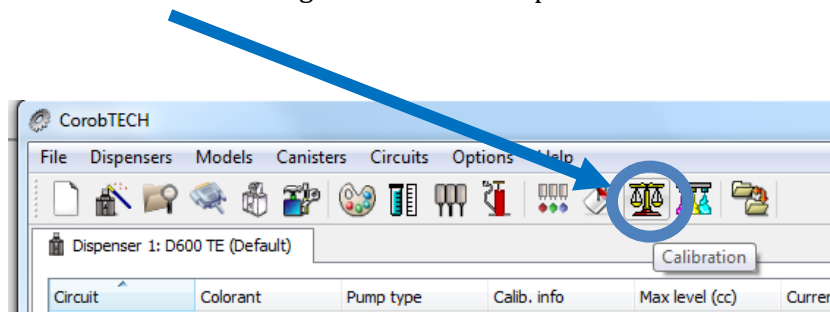 CorobTECH
File Dispensers Models Canisters Circuits Options Help
Dispenser 1: D600 TE (Default)
Calibration
Circuit Colorant Pump type Calib. info Max level (cc)